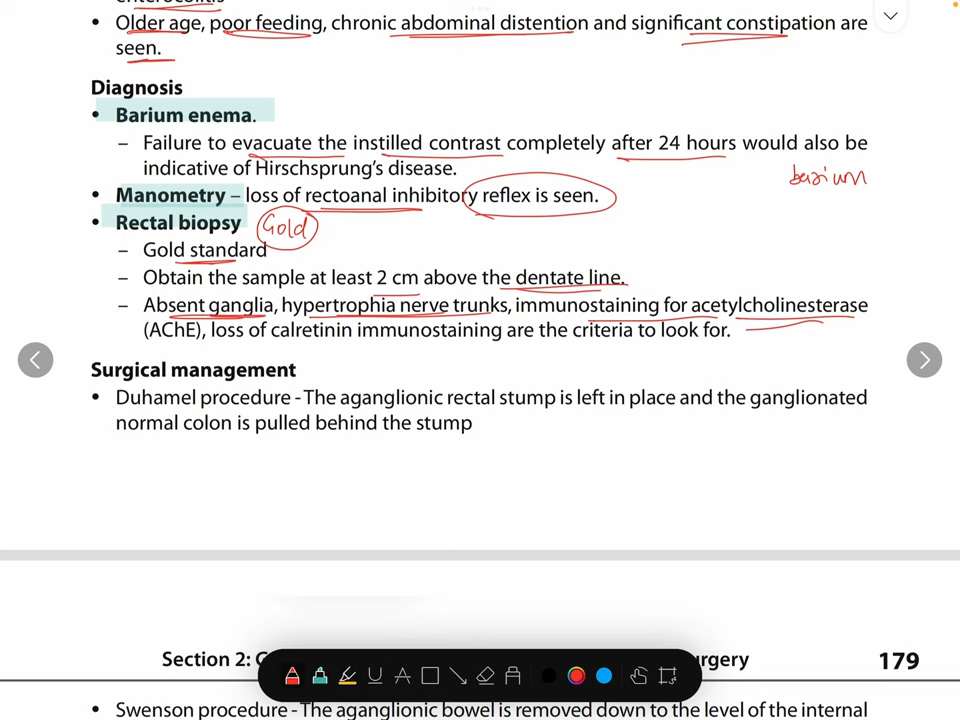 enterocolitis
• Older age, poor feeding, chronic abdominal distention and significant constipation are
seen.
Diagnosis
• Barium enema.
– Failure to evacuate the instilled contrast completely after 24 hours would also be
indicative of Hirschsprung's disease.
barium
• Manometry – loss of rectoanal inhibitory reflex is seen.
• Rectal biopsy Gold
– Gold standard
– Obtain the sample at least 2 cm above the dentate line.
– Absent ganglia, hypertrophia nerve trunks, immunostaining for acetylcholinesterase
(AChE), loss of calretinin immunostaining are the criteria to look for.
Surgical management
• Duhamel procedure - The aganglionic rectal stump is left in place and the ganglionated
normal colon is pulled behind the stump
Section 2: 179
• Swenson procedure - The aganglionic bowel is removed down to the level of the internal